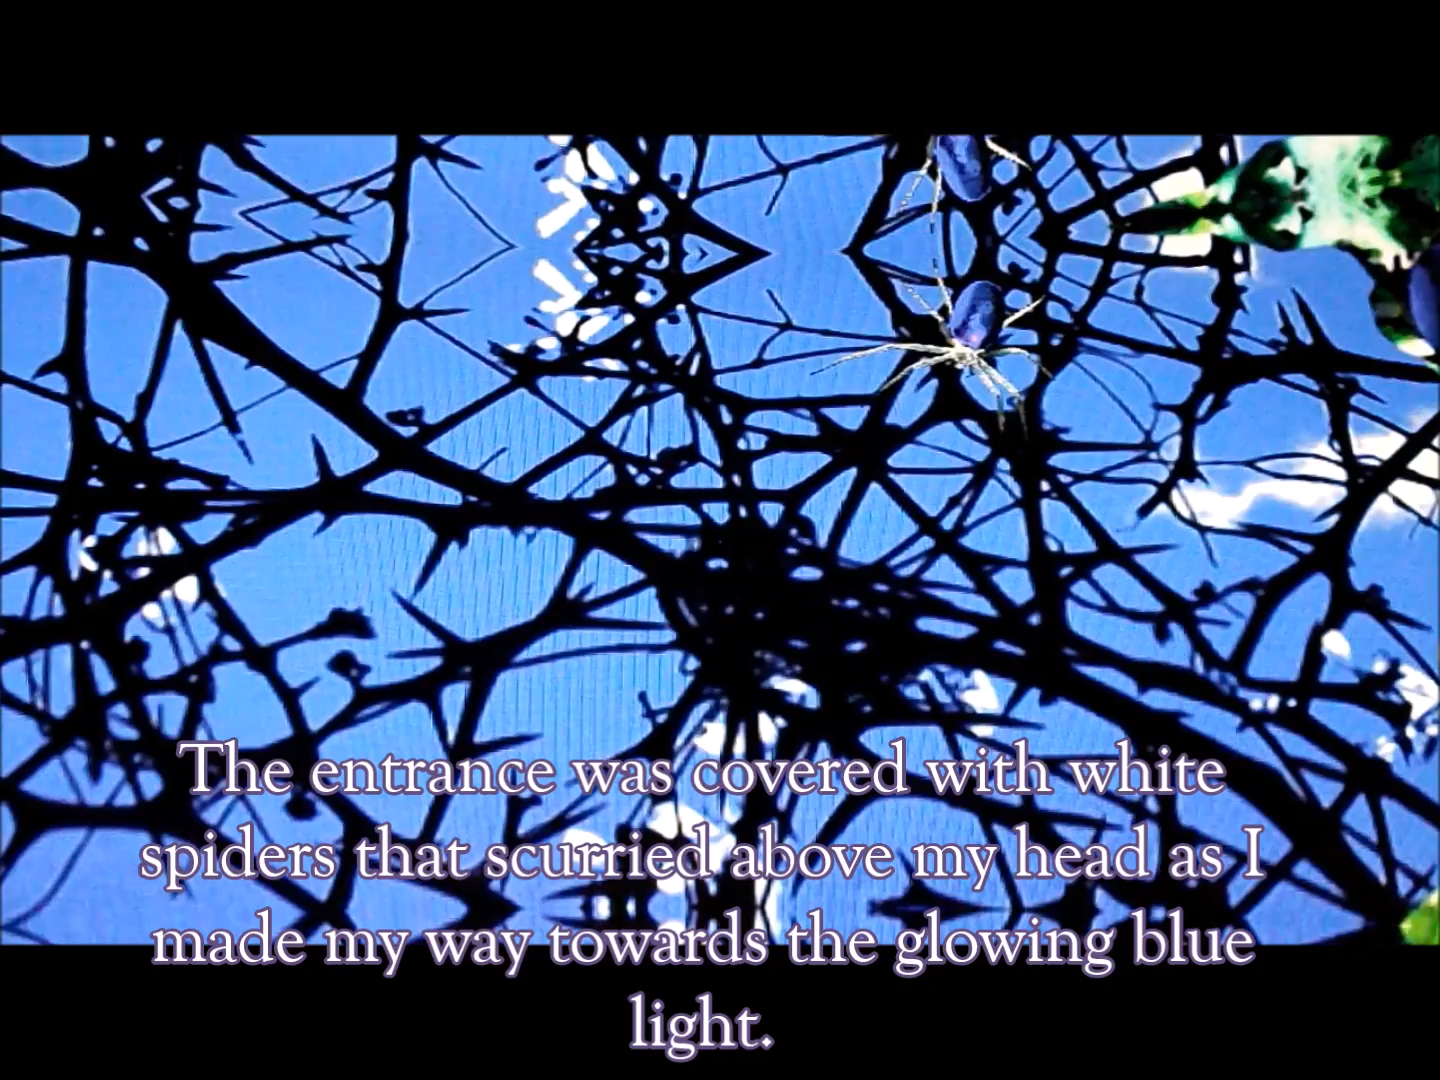 The entrance was covered with white
spiders that scurried above my head as I
made my way towards the glowing blue
light.